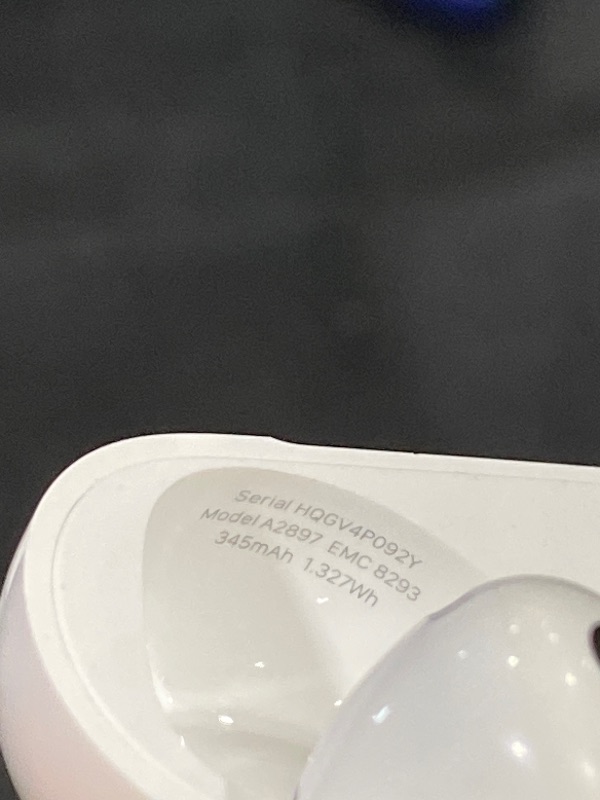 Serial HQGV4P092Y
Model A2897 EMC 8293
345mAh 1.327Wh